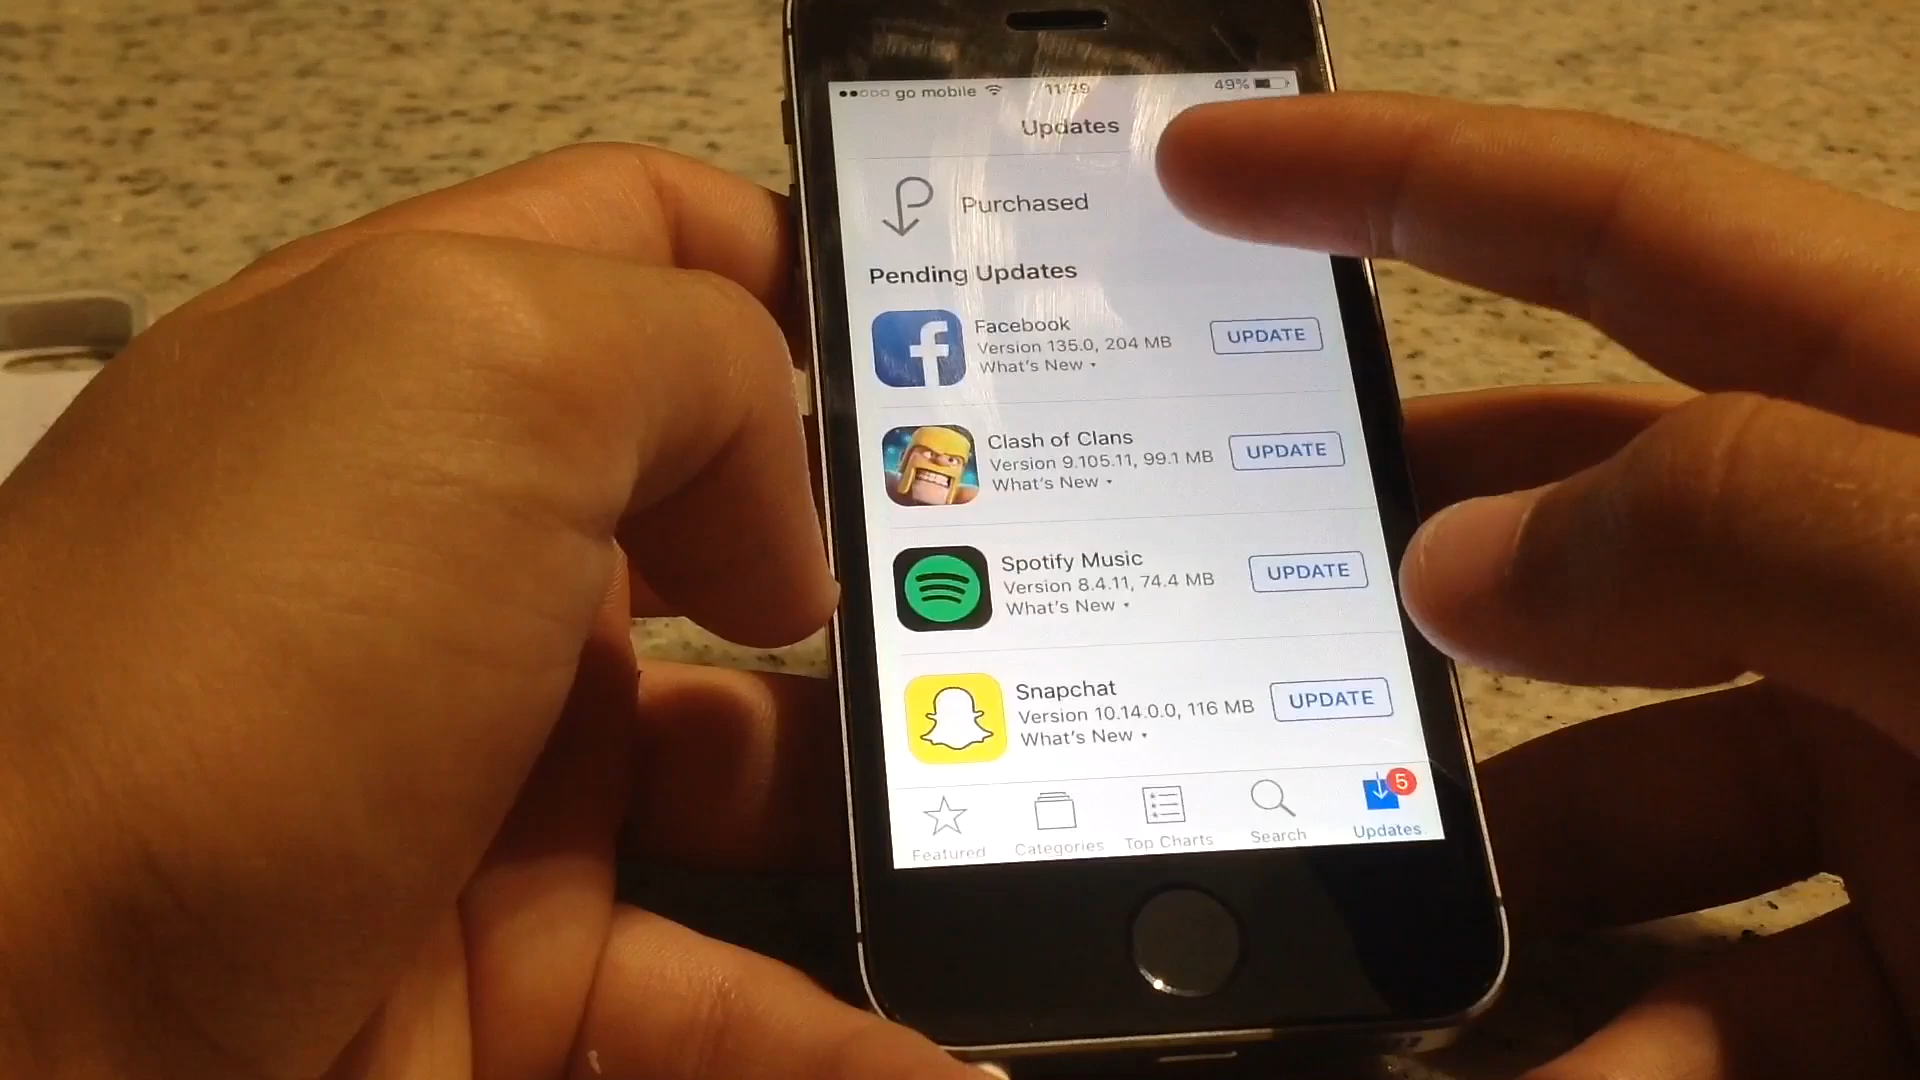 go mobile 11:39 49%
Updates
Purchased
Pending Updates
Facebook
Version 135.0, 204 MB
What's New
UPDATE
Clash of Clans
Version 9.105.11, 99.1 MB
What's New
UPDATE
Spotify Music
Version 8.4.11, 74.4 MB
What's New
UPDATE
Snapchat
Version 10.14.0.0, 116 MB
What's New
UPDATE
5
Featured Categories Top Charts Search Updates